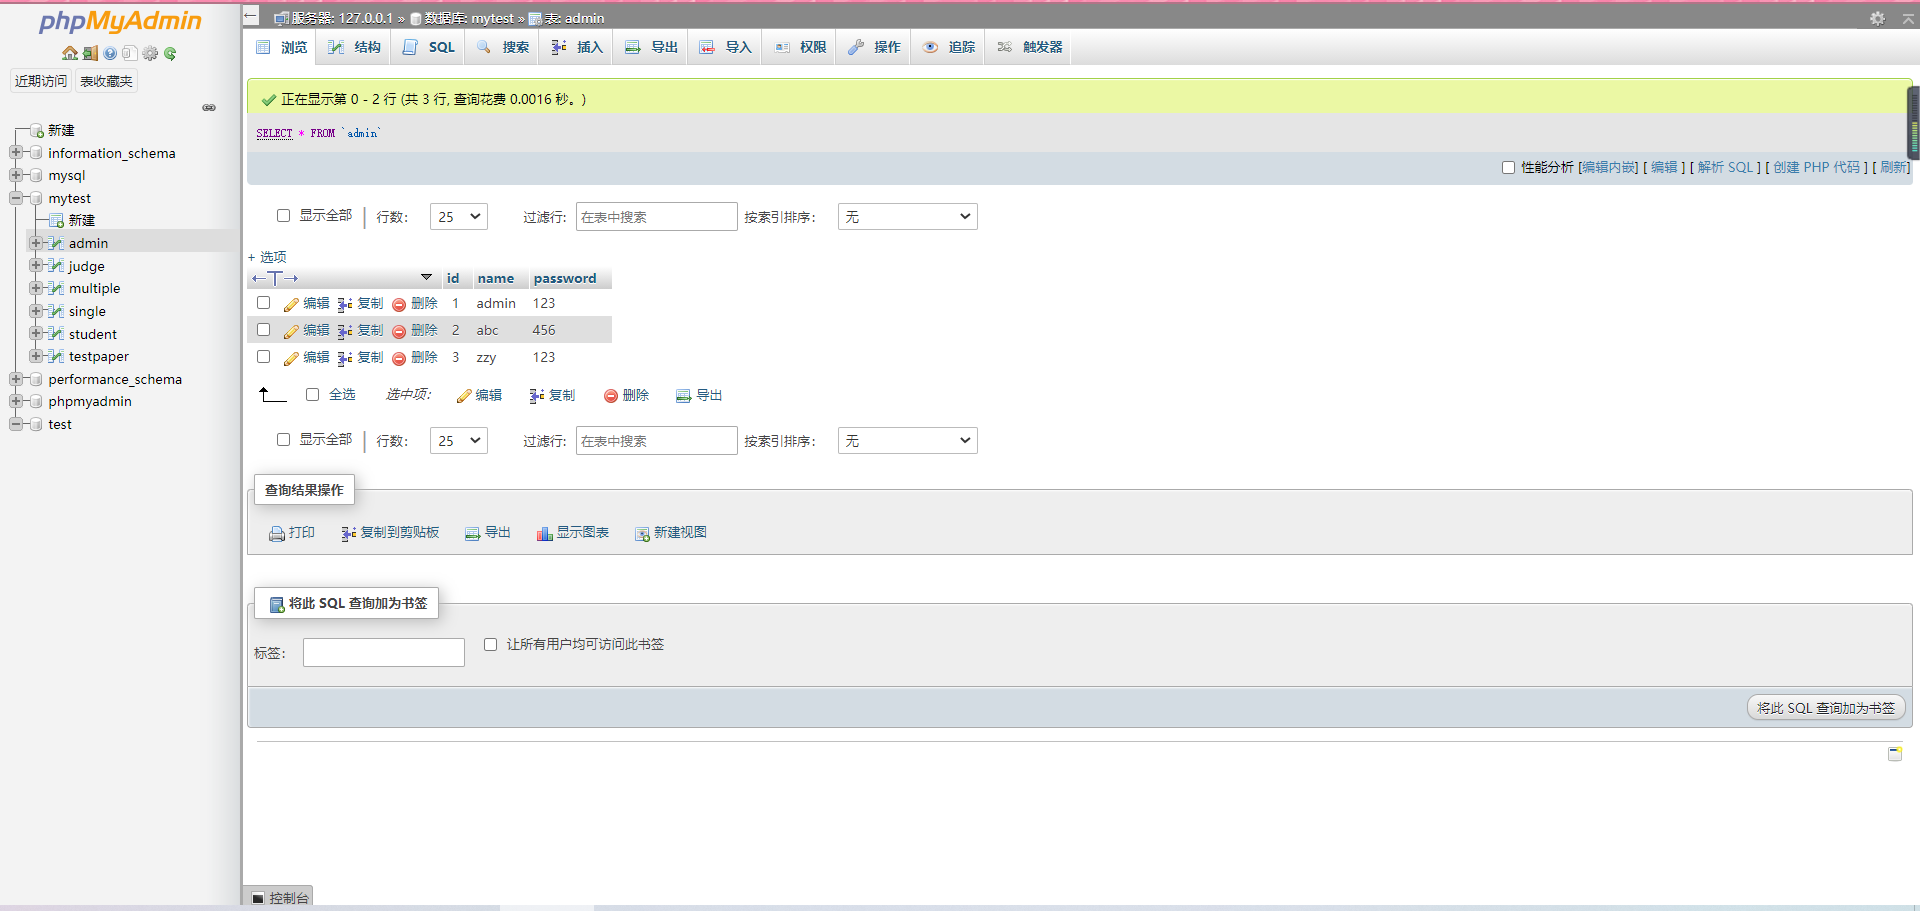 phpMyAdmin
近期访问 表收藏夹
新建
information_schema
mysql
mytest
新建
admin
judge
multiple
single
student
testpaper
performance_schema
phpmyadmin
test
服务器: 127.0.0.1 » 数据库: mytest » 表: admin
浏览 结构 SQL 搜索 插入 导出 导入 权限 操作 追踪 触发器
正在显示第 0 - 2 行 (共 3 行, 查询花费 0.0016 秒。)
SELECT * FROM `admin`
性能分析 [编辑内嵌] [ 编辑 ] [ 解析 SQL ] [ 创建 PHP 代码 ] [ 刷新]
显示全部 行数: 25 过滤行: 在表中搜索 按索引排序: 无
+ 选项
←T→ id name password
编辑 复制 删除 1 admin 123
编辑 复制 删除 2 abc 456
编辑 复制 删除 3 zzy 123
全选 选中项: 编辑 复制 删除 导出
显示全部 行数: 25 过滤行: 在表中搜索 按索引排序: 无
查询结果操作
打印 复制到剪贴板 导出 显示图表 新建视图
将此 SQL 查询加为书签
标签: 让所有用户均可访问此书签
将此 SQL 查询加为书签
控制台